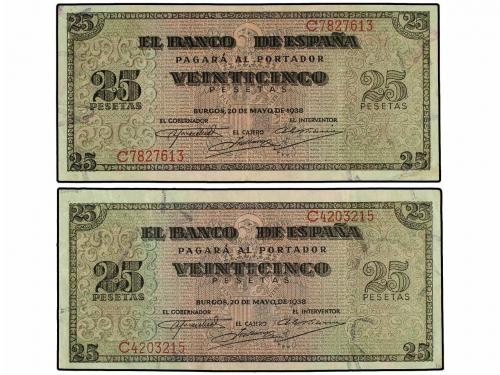 25 C7827613 25
EL BANCO DE ESPAÑA
PAGARÁ AL PORTADOR
25 VEINTICINCO 25
PESETAS PESETAS PESETAS
BURGOS, 20 DE MAYO DE 1938
EL GOBERNADOR EL INTERVENTOR
EL CAJERO
C7827613
25 25
25 C4203215 25
EL BANCO DE ESPAÑA
PAGARÁ AL PORTADOR
25 VEINTICINCO 25
PESETAS PESETAS PESETAS
BURGOS, 20 DE MAYO DE 1938
EL GOBERNADOR EL INTERVENTOR
EL CAJERO
C4203215
25 25